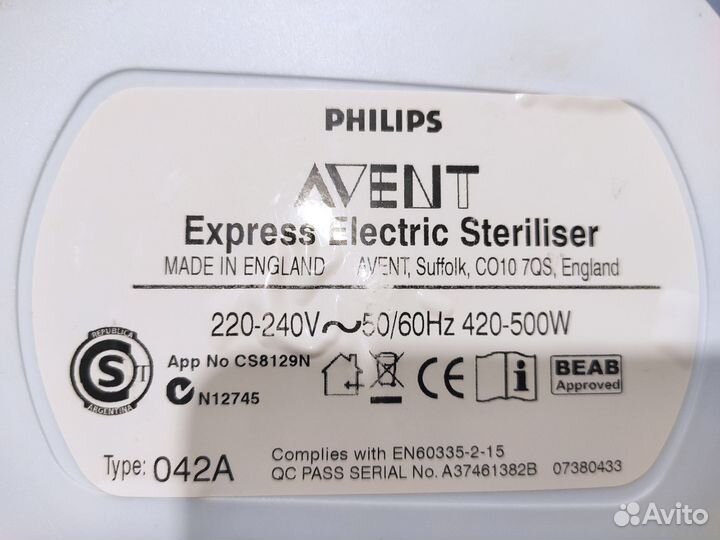 PHILIPS
AVENT
Express Electric Steriliser
MADE IN ENGLAND AVENT, Suffolk, CO10 7QS, England
220-240V~50/60Hz 420-500W
REPUBLICA
S T
ARGENTINA
App No CS8129N
N12745
CE
i
BEAB
Approved
Type: 042A
Complies with EN60335-2-15
QC PASS SERIAL No. A37461382B 07380433
Avito